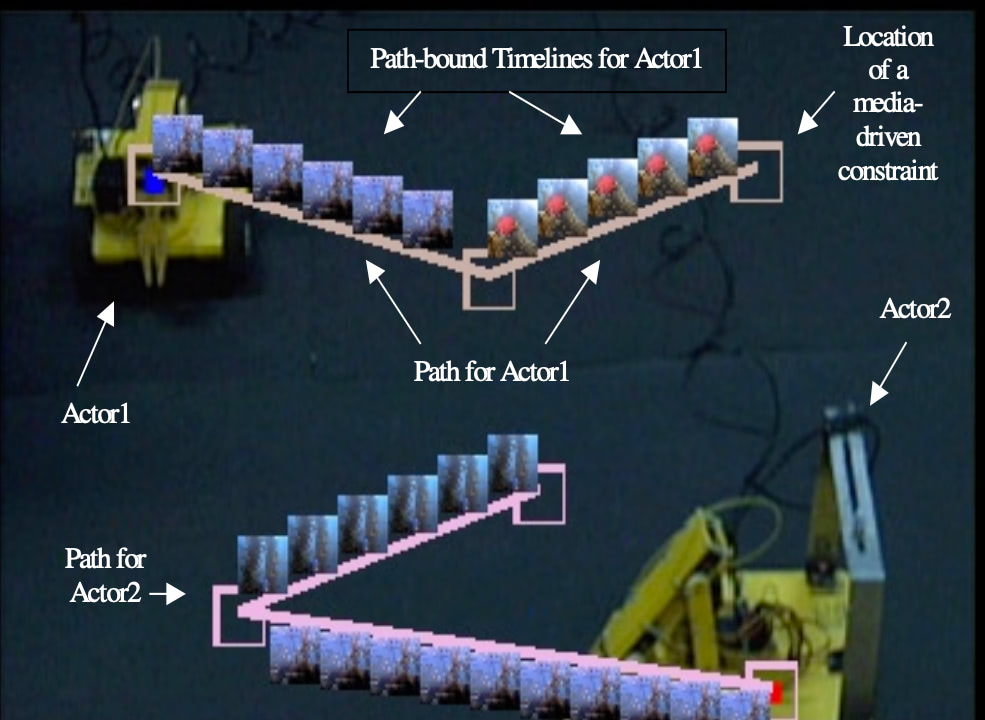 Path-bound Timelines for Actor1
Location
of a
media-
driven
constraint
Actor2
Path for Actor1
Actor1
Path for
Actor2